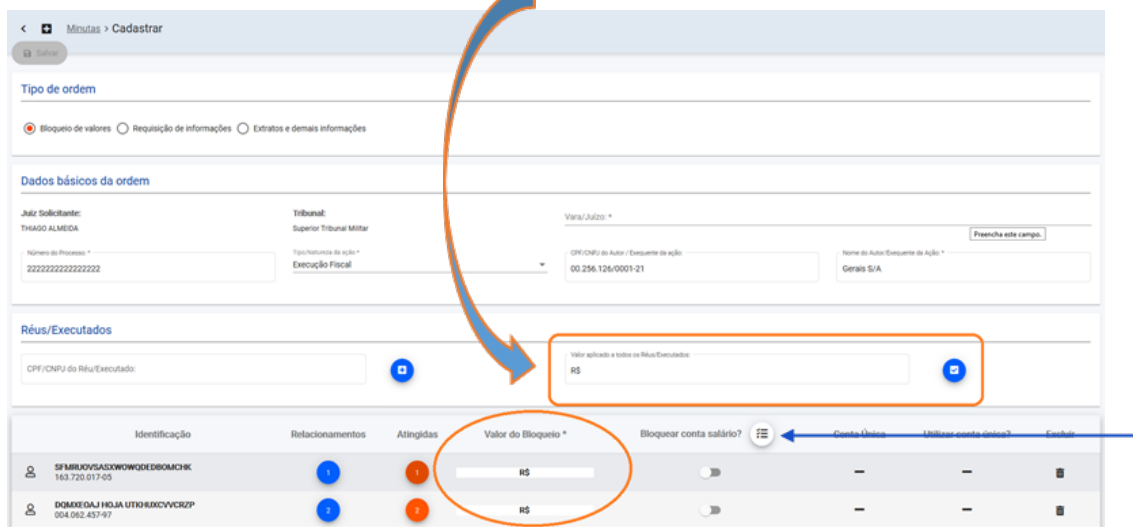 Minutas > Cadastrar
Salvar
Tipo de ordem
Bloqueio de valores Requisição de informações Extratos e demais informações
Dados básicos da ordem
Juiz Solicitante: Tribunal: Vara/Juízo: *
THIAGO ALMEIDA Superior Tribunal Militar
Preencha este campo.
Número do Processo: * Tipo/Natureza da ação * CPF/CNPJ do Autor / Exequente da ação: Nome do Autor/Exequente da Ação: *
2222222222222222 Execução Fiscal 00.256.126/0001-21 Gerais S/A
Réus/Executados
CPF/CNPJ do Réu/Executado: Valor aplicado a todos os Réus/Executados:
R$
Identificação Relacionamentos Atingidas Valor do Bloqueio * Bloquear conta salário? Conta Única Utilizar conta única? Excluir
SFMRUOVSASXWOWQDEDBOMCHK
163.720.017-05 1 1 R$
DQMXEOAJ HOJA UTKHUXCVVCRZP
004.062.457-97 2 2 R$